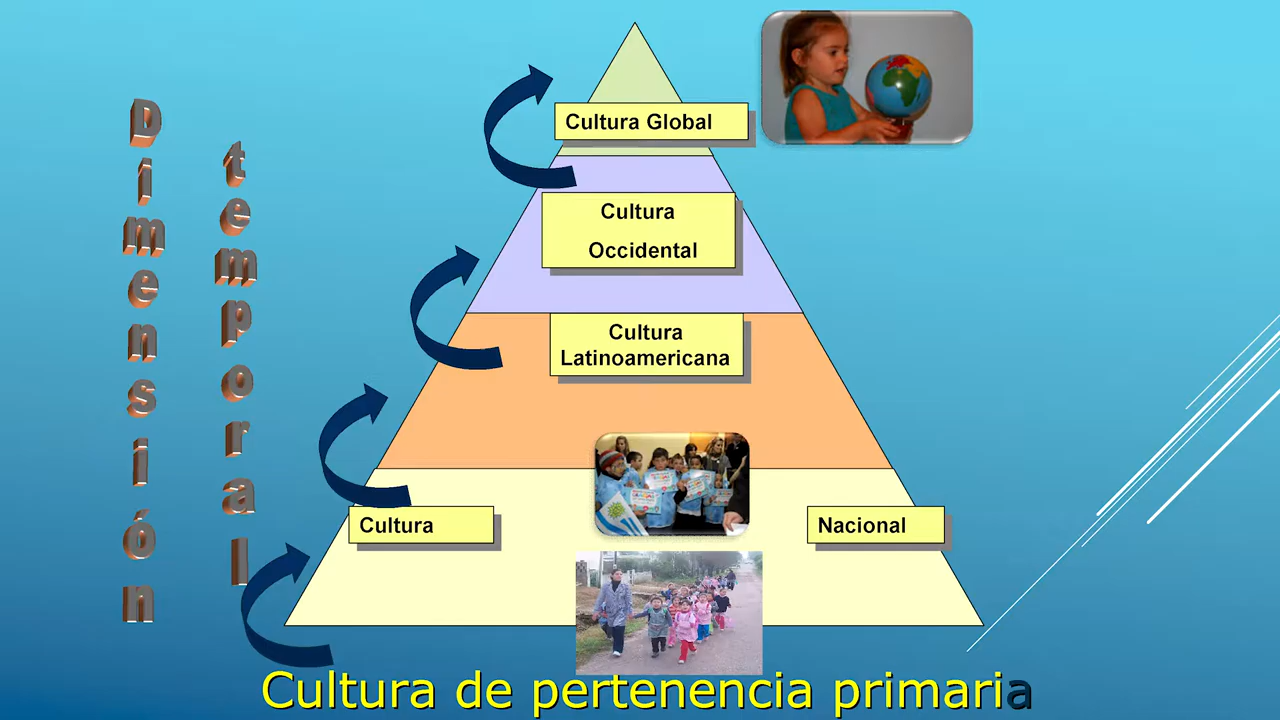 Dimensión
temporal
Cultura Global
Cultura
Occidental
Cultura
Latinoamericana
Cultura
Nacional
Cultura de pertenencia primaria